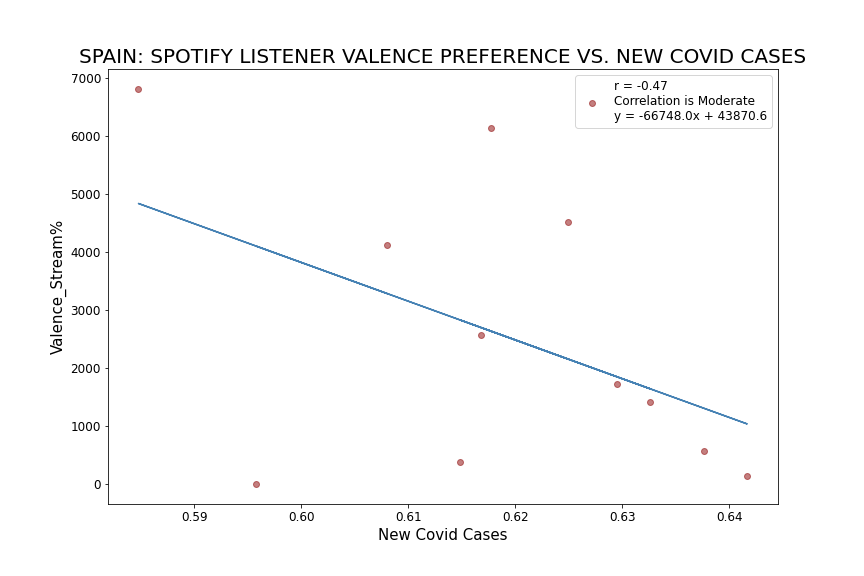 SPAIN: SPOTIFY LISTENER VALENCE PREFERENCE VS. NEW COVID CASES
r = -0.47
Correlation is Moderate
y = -66748.0x + 43870.6
Valence_Stream%
7000
6000
5000
4000
3000
2000
1000
0
0.59 0.60 0.61 0.62 0.63 0.64
New Covid Cases